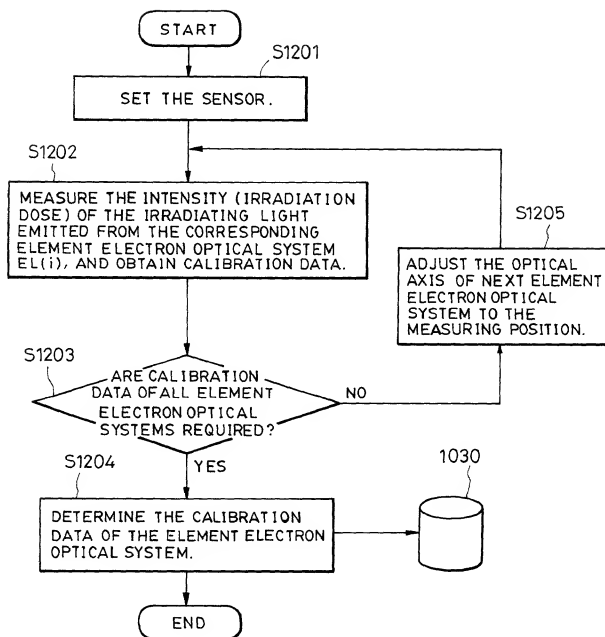 START
S1201
SET THE SENSOR.
S1202
MEASURE THE INTENSITY (IRRADIATION
DOSE) OF THE IRRADIATING LIGHT
EMITTED FROM THE CORRESPONDING
ELEMENT ELECTRON OPTICAL SYSTEM
EL(i), AND OBTAIN CALIBRATION DATA.
S1205
ADJUST THE OPTICAL
AXIS OF NEXT ELEMENT
ELECTRON OPTICAL
SYSTEM TO THE
MEASURING POSITION.
S1203
ARE CALIBRATION
DATA OF ALL ELEMENT
ELECTRON OPTICAL
SYSTEMS REQUIRED?
NO
YES
S1204
DETERMINE THE CALIBRATION
DATA OF THE ELEMENT ELECTRON
OPTICAL SYSTEM.
1030
END